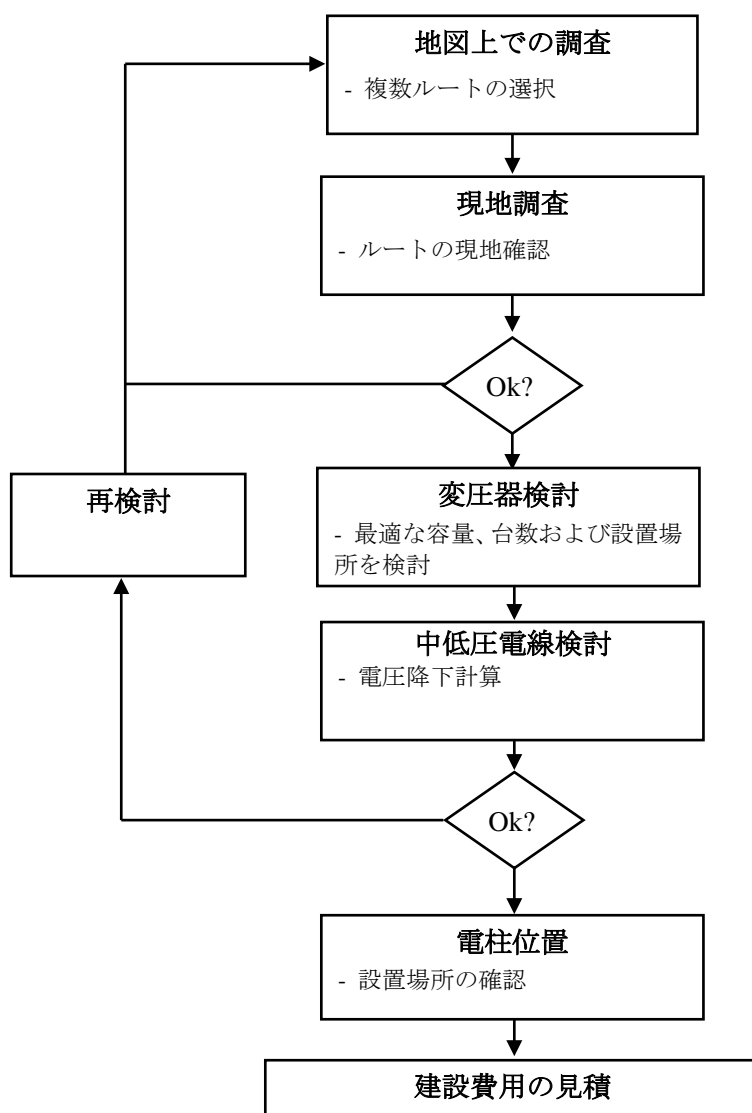 地図上での調査
- 複数ルートの選択
現地調査
- ルートの現地確認
Ok?
再検討
変圧器検討
- 最適な容量、台数および設置場
所を検討
中低圧電線検討
- 電圧降下計算
Ok?
電柱位置
- 設置場所の確認
建設費用の見積